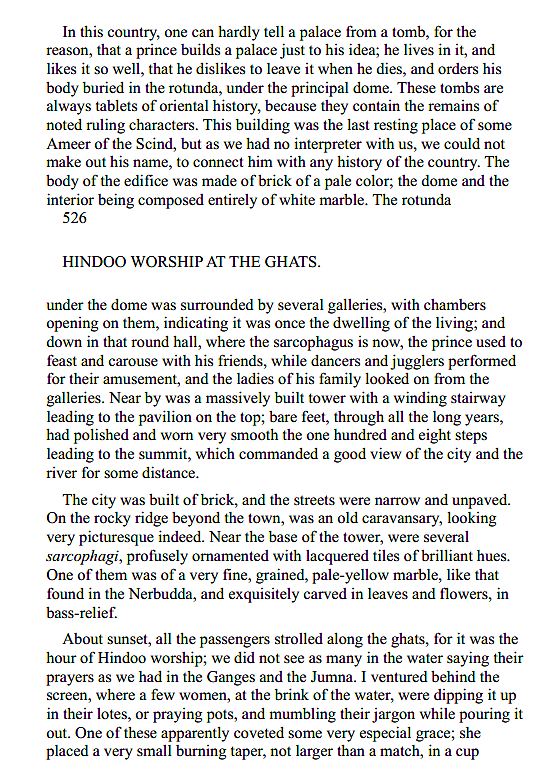 In this country, one can hardly tell a palace from a tomb, for the
reason, that a prince builds a palace just to his idea; he lives in it, and
likes it so well, that he dislikes to leave it when he dies, and orders his
body buried in the rotunda, under the principal dome. These tombs are
always tablets of oriental history, because they contain the remains of
noted ruling characters. This building was the last resting place of some
Ameer of the Scind, but as we had no interpreter with us, we could not
make out his name, to connect him with any history of the country. The
body of the edifice was made of brick of a pale color; the dome and the
interior being composed entirely of white marble. The rotunda
526
HINDOO WORSHIP AT THE GHATS.
under the dome was surrounded by several galleries, with chambers
opening on them, indicating it was once the dwelling of the living; and
down in that round hall, where the sarcophagus is now, the prince used to
feast and carouse with his friends, while dancers and jugglers performed
for their amusement, and the ladies of his family looked on from the
galleries. Near by was a massively built tower with a winding stairway
leading to the pavilion on the top; bare feet, through all the long years,
had polished and worn very smooth the one hundred and eight steps
leading to the summit, which commanded a good view of the city and the
river for some distance.
The city was built of brick, and the streets were narrow and unpaved.
On the rocky ridge beyond the town, was an old caravansary, looking
very picturesque indeed. Near the base of the tower, were several
sarcophagi, profusely ornamented with lacquered tiles of brilliant hues.
One of them was of a very fine, grained, pale-yellow marble, like that
found in the Nerbudda, and exquisitely carved in leaves and flowers, in
bass-relief.
About sunset, all the passengers strolled along the ghats, for it was the
hour of Hindoo worship; we did not see as many in the water saying their
prayers as we had in the Ganges and the Jumna. I ventured behind the
screen, where a few women, at the brink of the water, were dipping it up
in their lotes, or praying pots, and mumbling their jargon while pouring it
out. One of these apparently coveted some very especial grace; she
placed a very small burning taper, not larger than a match, in a cup